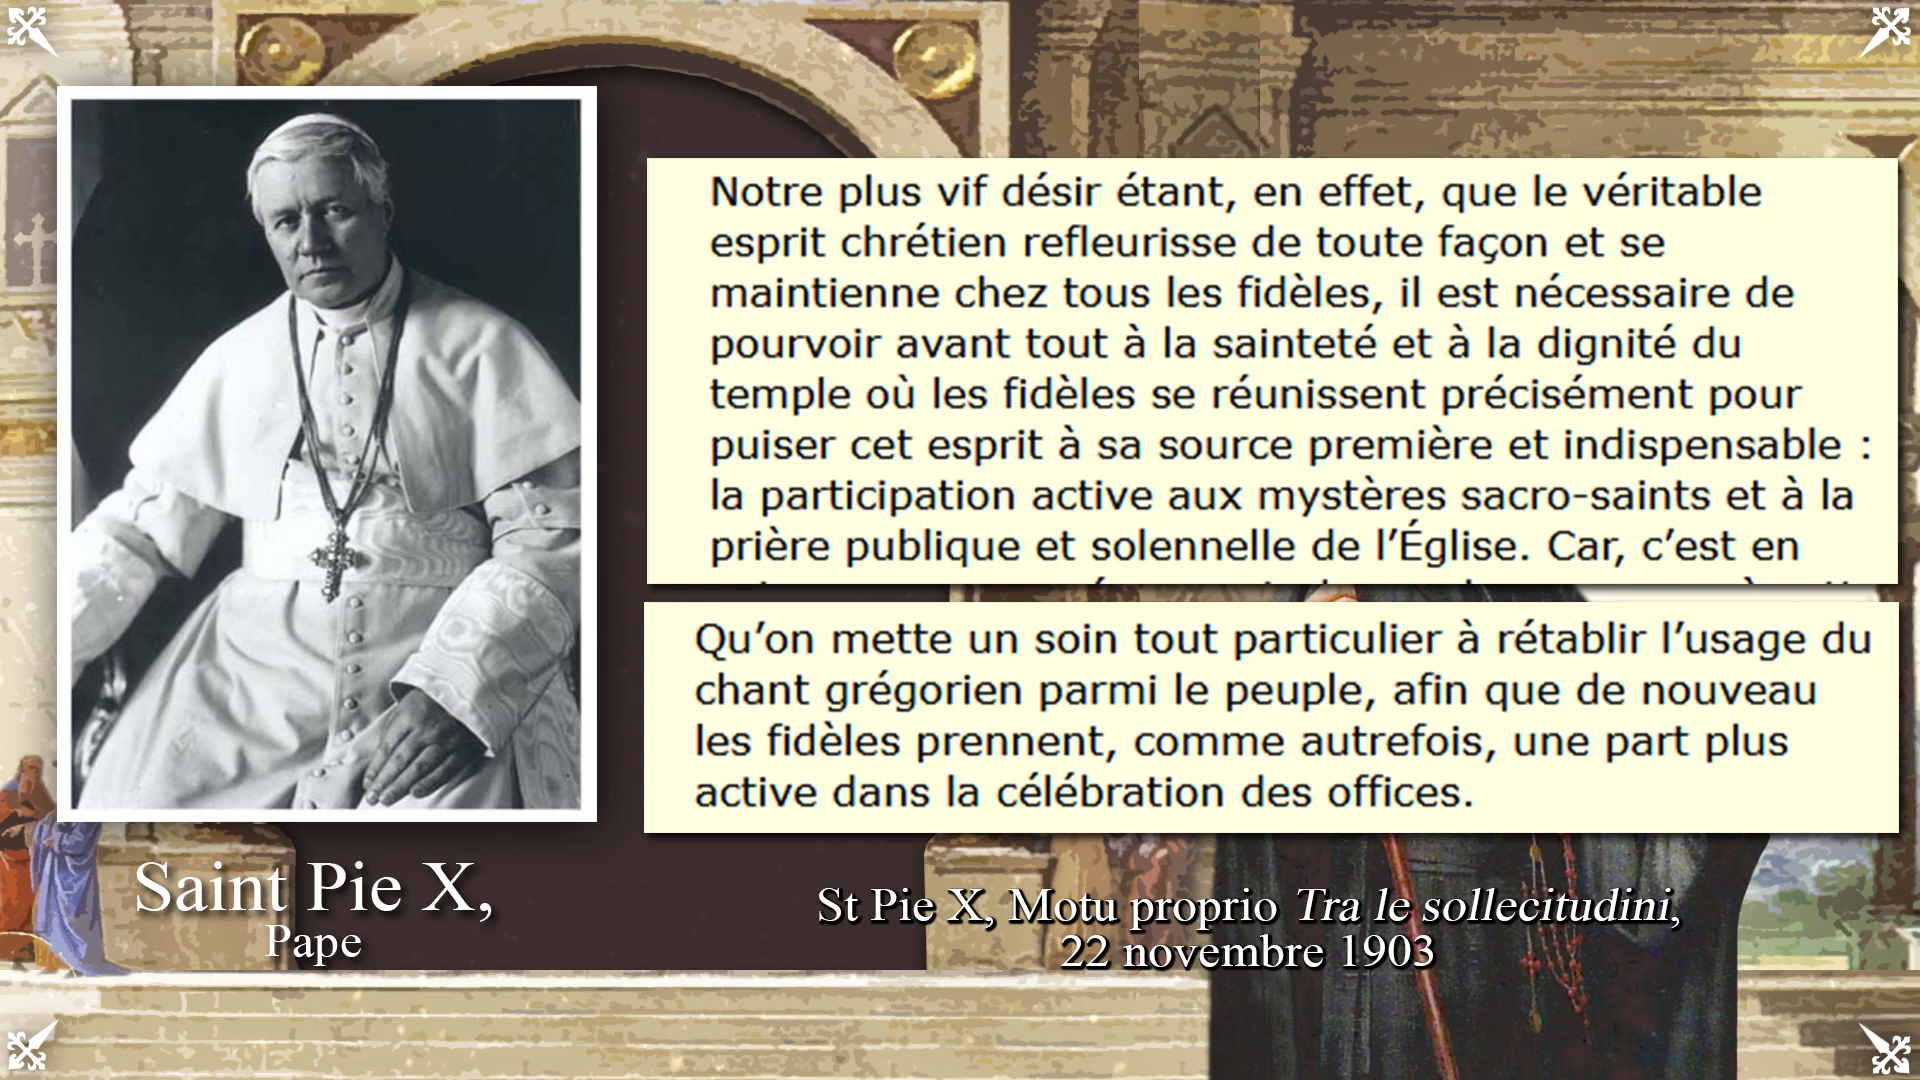 Notre plus vif désir étant, en effet, que le véritable
esprit chrétien refleurisse de toute façon et se
maintienne chez tous les fidèles, il est nécessaire de
pourvoir avant tout à la sainteté et à la dignité du
temple où les fidèles se réunissent précisément pour
puiser cet esprit à sa source première et indispensable :
la participation active aux mystères sacro-saints et à la
prière publique et solennelle de l’Église. Car, c’est en
Qu’on mette un soin tout particulier à rétablir l’usage du
chant grégorien parmi le peuple, afin que de nouveau
les fidèles prennent, comme autrefois, une part plus
active dans la célébration des offices.
Saint Pie X,
Pape
St Pie X, Motu proprio Tra le sollecitudini,
22 novembre 1903